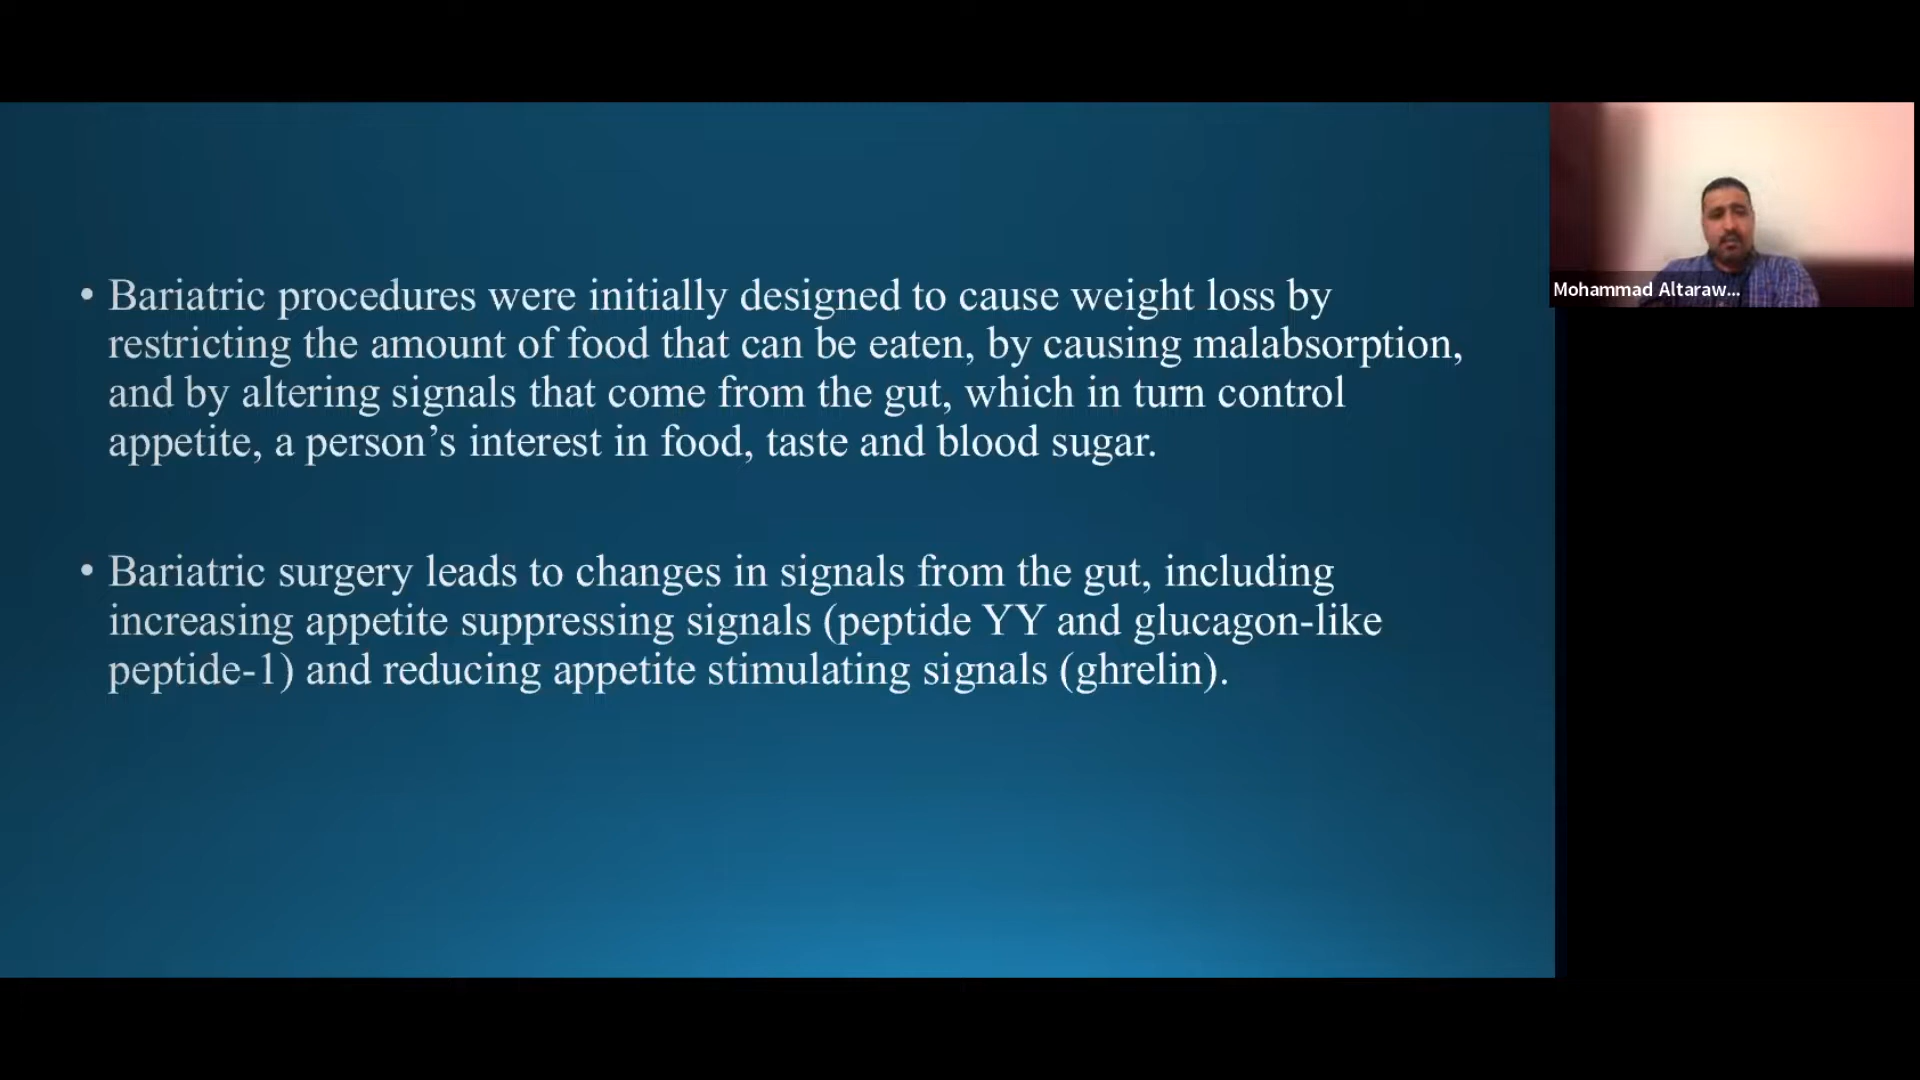 • Bariatric procedures were initially designed to cause weight loss by
restricting the amount of food that can be eaten, by causing malabsorption,
and by altering signals that come from the gut, which in turn control
appetite, a person’s interest in food, taste and blood sugar.
• Bariatric surgery leads to changes in signals from the gut, including
increasing appetite suppressing signals (peptide YY and glucagon-like
peptide-1) and reducing appetite stimulating signals (ghrelin).
Mohammad Altaraw...